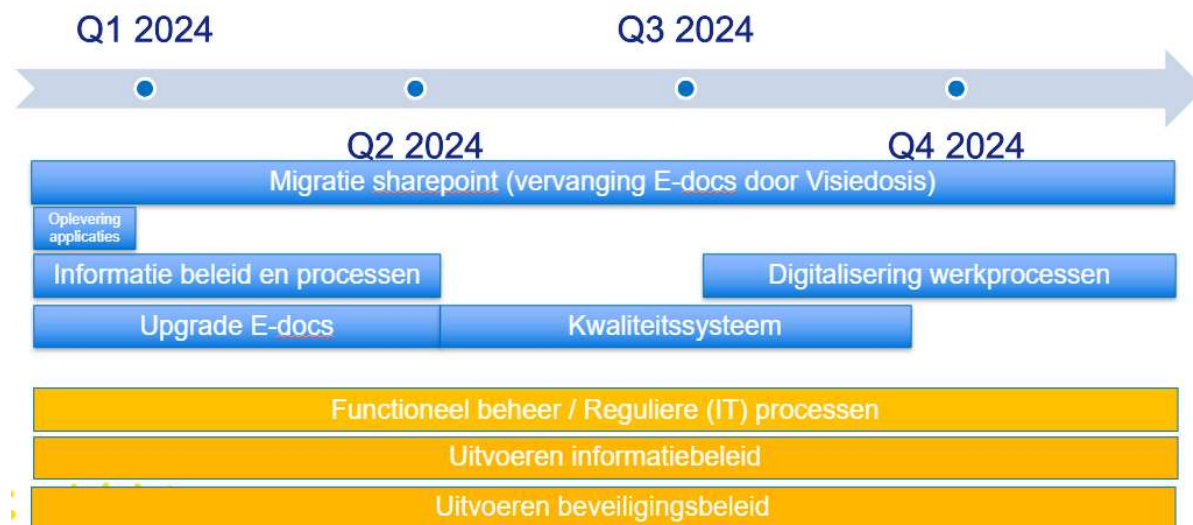 Q1 2024
Q3 2024
Q2 2024
Q4 2024
Migratie sharepoint (vervanging E-docs door Visiedosis)
Oplevering
applicaties
Informatie beleid en processen
Digitalisering werkprocessen
Upgrade E-docs
Kwaliteitssysteem
Functioneel beheer / Reguliere (IT) processen
Uitvoeren informatiebeleid
Uitvoeren beveiligingsbeleid